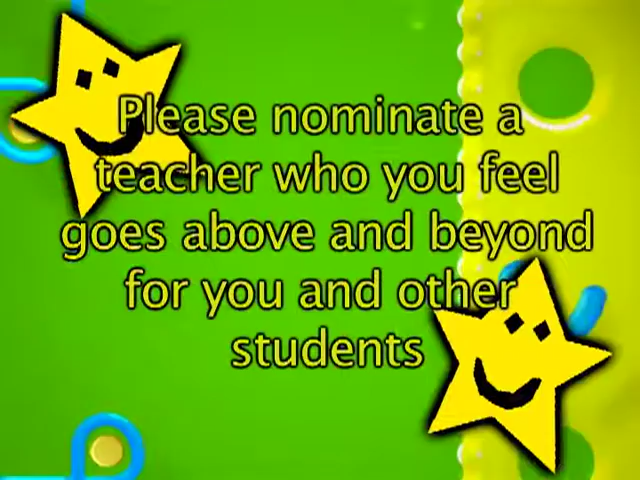 Please nominate a
teacher who you feel
goes above and beyond
for you and other
students